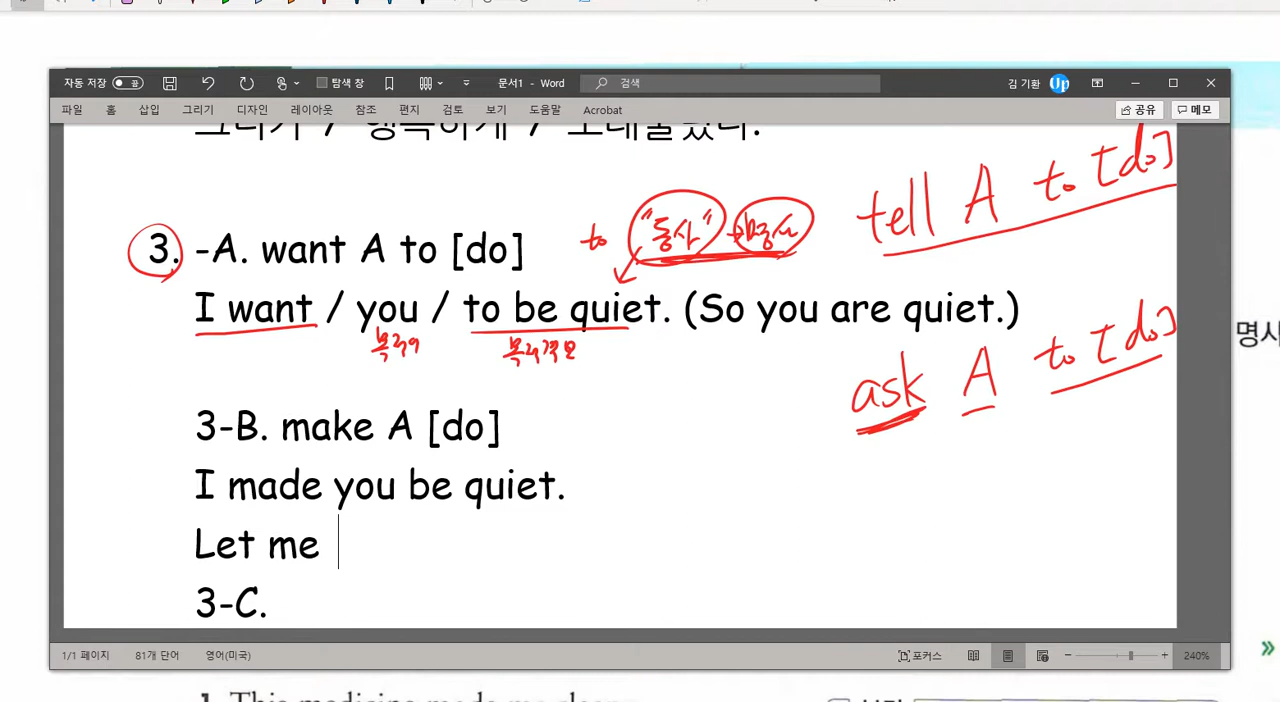 자동 저장 끔 탐색 창 문서1 - Word 검색 김 기환
파일 홈 삽입 그리기 디자인 레이아웃 참조 편지 검토 보기 도움말 Acrobat 공유 메모
tell A to [do]
to "동사"
3. -A. want A to [do]
I want / you / to be quiet. (So you are quiet.)
목적어 목적격보
ask A to [do]
명사
3-B. make A [do]
I made you be quiet.
Let me
3-C.
1/1 페이지 81개 단어 영어(미국) 포커스 240%